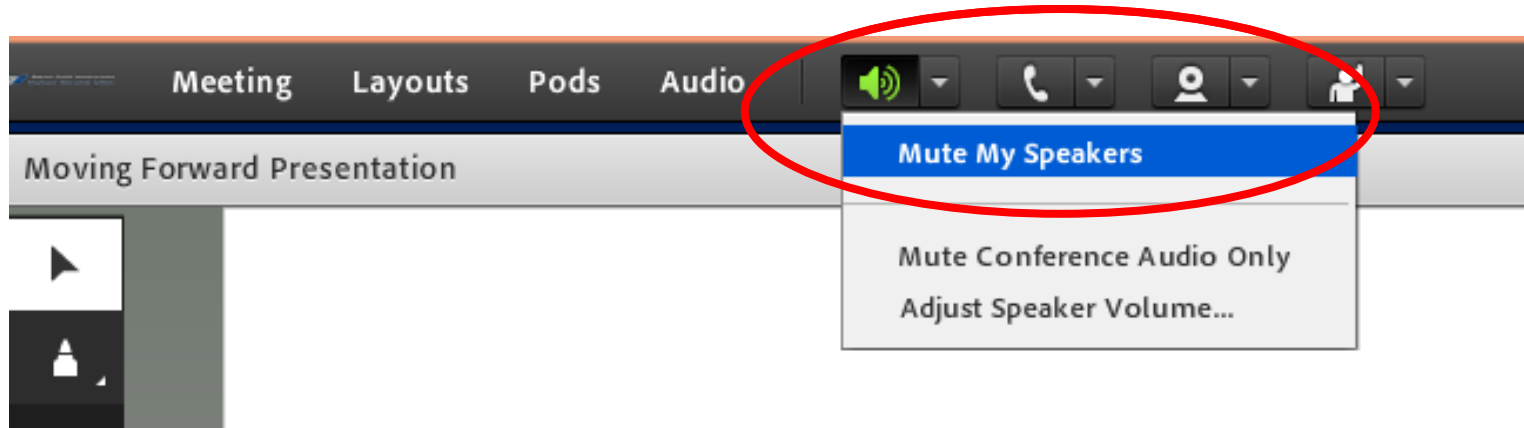 Meeting Layouts Pods Audio
Mute My Speakers
Moving Forward Presentation
Mute Conference Audio Only
Adjust Speaker Volume...